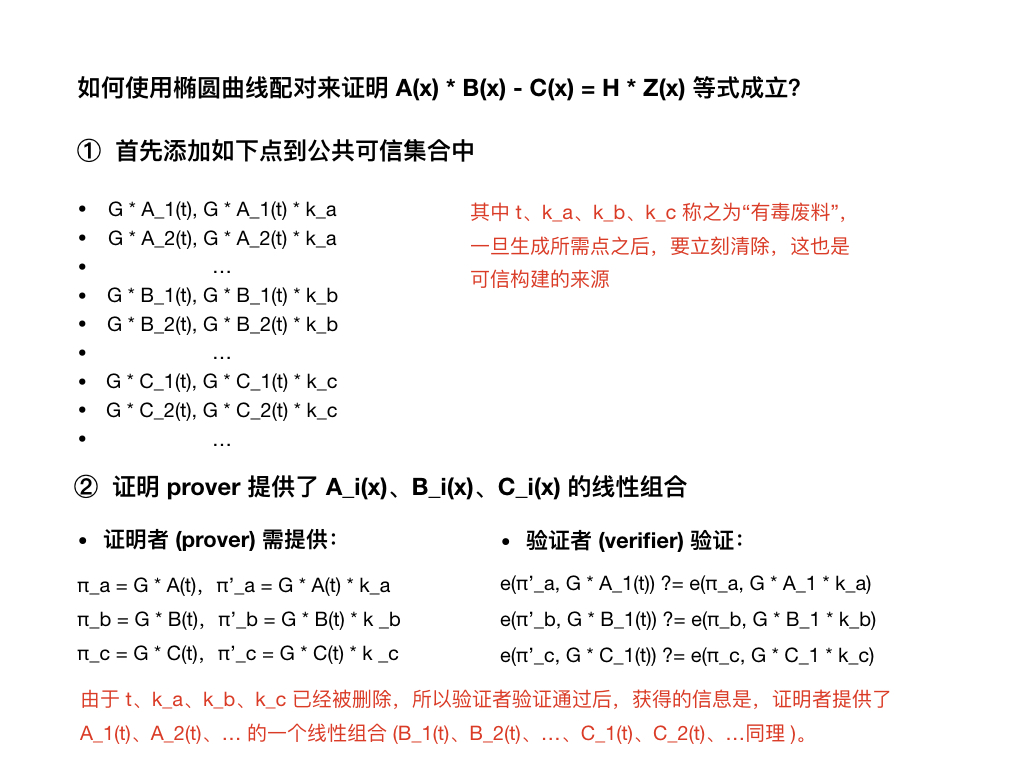 如何使用椭圆曲线配对来证明 A(x) * B(x) - C(x) = H * Z(x) 等式成立？
① 首先添加如下点到公共可信集合中
• G * A_1(t), G * A_1(t) * k_a
• G * A_2(t), G * A_2(t) * k_a
• …
• G * B_1(t), G * B_1(t) * k_b
• G * B_2(t), G * B_2(t) * k_b
• …
• G * C_1(t), G * C_1(t) * k_c
• G * C_2(t), G * C_2(t) * k_c
• …
其中 t、k_a、k_b、k_c 称之为“有毒废料”，
一旦生成所需点之后，要立刻清除，这也是
可信构建的来源
② 证明 prover 提供了 A_i(x)、B_i(x)、C_i(x) 的线性组合
• 证明者 (prover) 需提供：
π_a = G * A(t)，π’_a = G * A(t) * k_a
π_b = G * B(t)，π’_b = G * B(t) * k _b
π_c = G * C(t)，π’_c = G * C(t) * k _c
• 验证者 (verifier) 验证：
e(π’_a, G * A_1(t)) ?= e(π_a, G * A_1 * k_a)
e(π’_b, G * B_1(t)) ?= e(π_b, G * B_1 * k_b)
e(π’_c, G * C_1(t)) ?= e(π_c, G * C_1 * k_c)
由于 t、k_a、k_b、k_c 已经被删除，所以验证者验证通过后，获得的信息是，证明者提供了
A_1(t)、A_2(t)、… 的一个线性组合 (B_1(t)、B_2(t)、…、C_1(t)、C_2(t)、…同理 )。